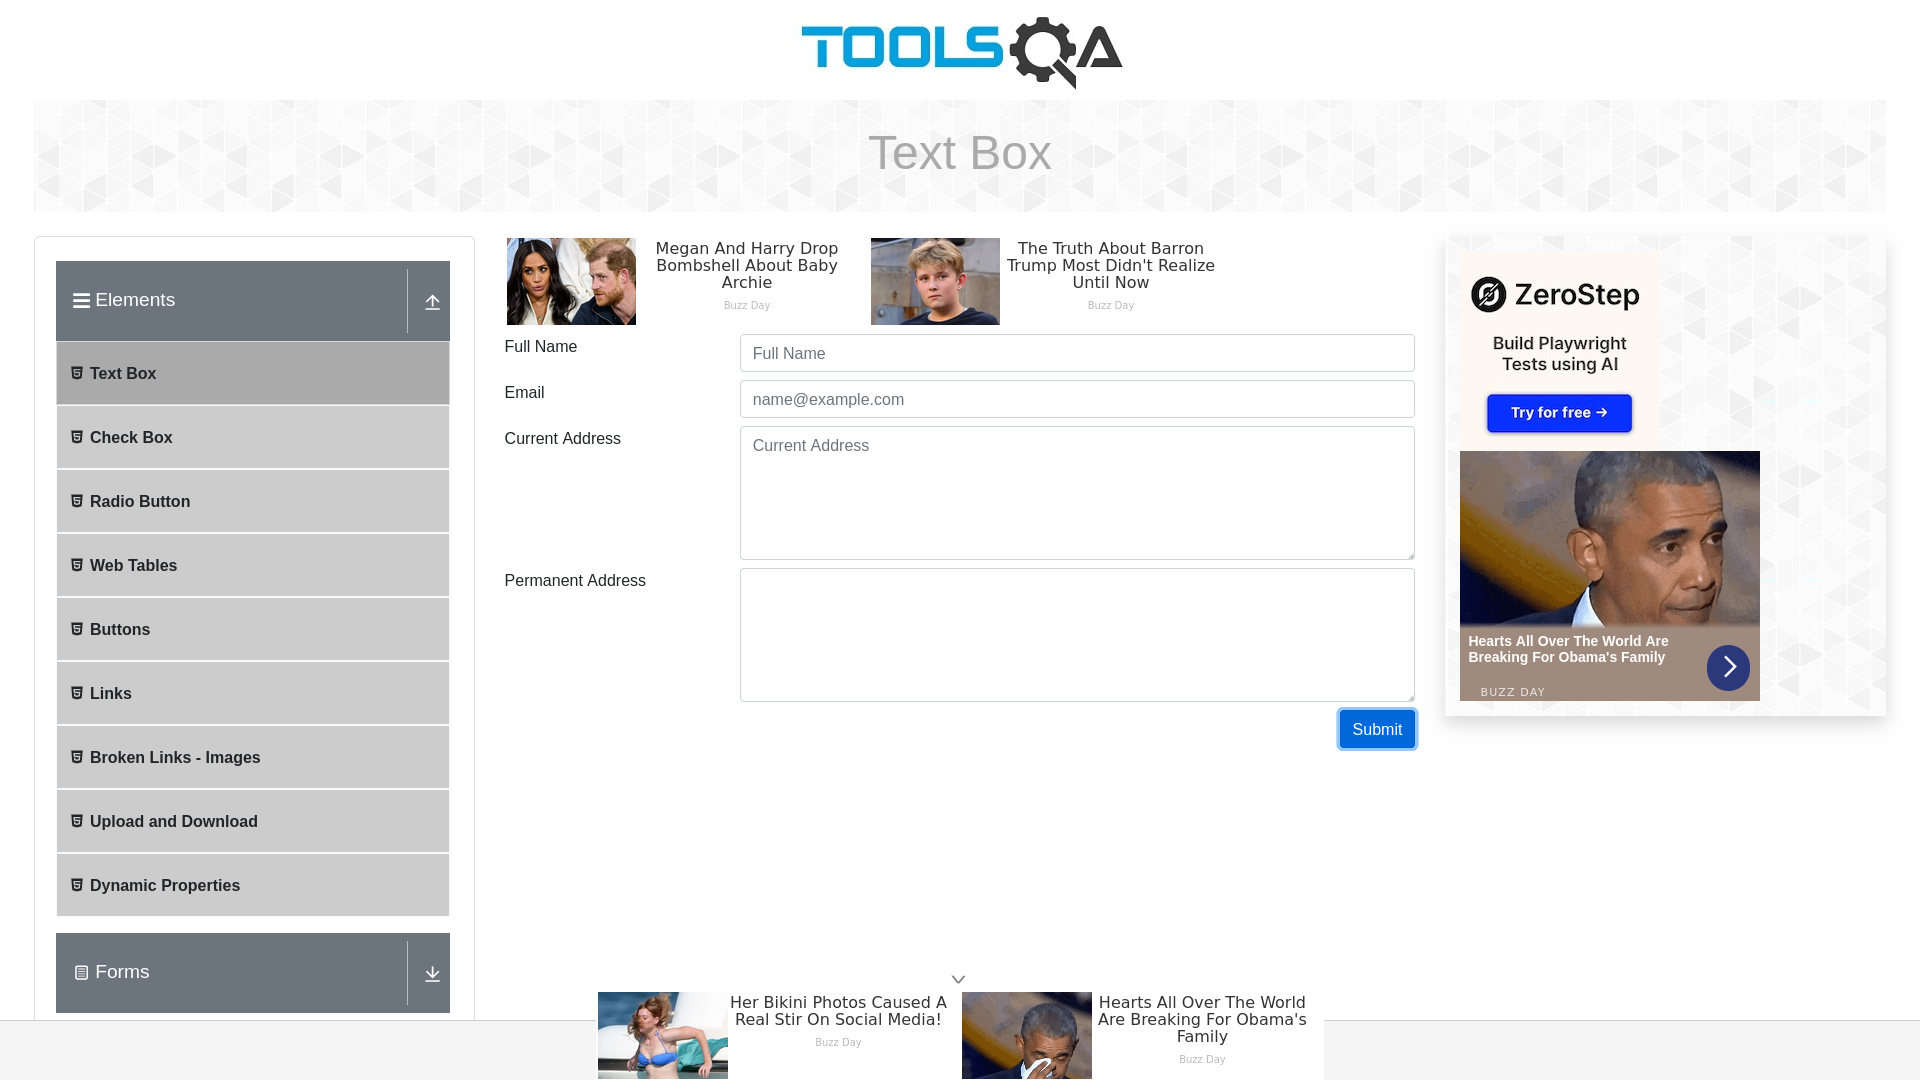 TOOLSQA
Text Box
Elements
Text Box
Check Box
Radio Button
Web Tables
Buttons
Links
Broken Links - Images
Upload and Download
Dynamic Properties
Forms
Megan And Harry Drop
Bombshell About Baby
Archie
Buzz Day
The Truth About Barron
Trump Most Didn't Realize
Until Now
Buzz Day
Full Name
Full Name
Email
name@example.com
Current Address
Current Address
Permanent Address
Submit
ZeroStep
Build Playwright
Tests using AI
Try for free →
Hearts All Over The World Are
Breaking For Obama's Family
BUZZ DAY
Her Bikini Photos Caused A
Real Stir On Social Media!
Buzz Day
Hearts All Over The World
Are Breaking For Obama's
Family
Buzz Day